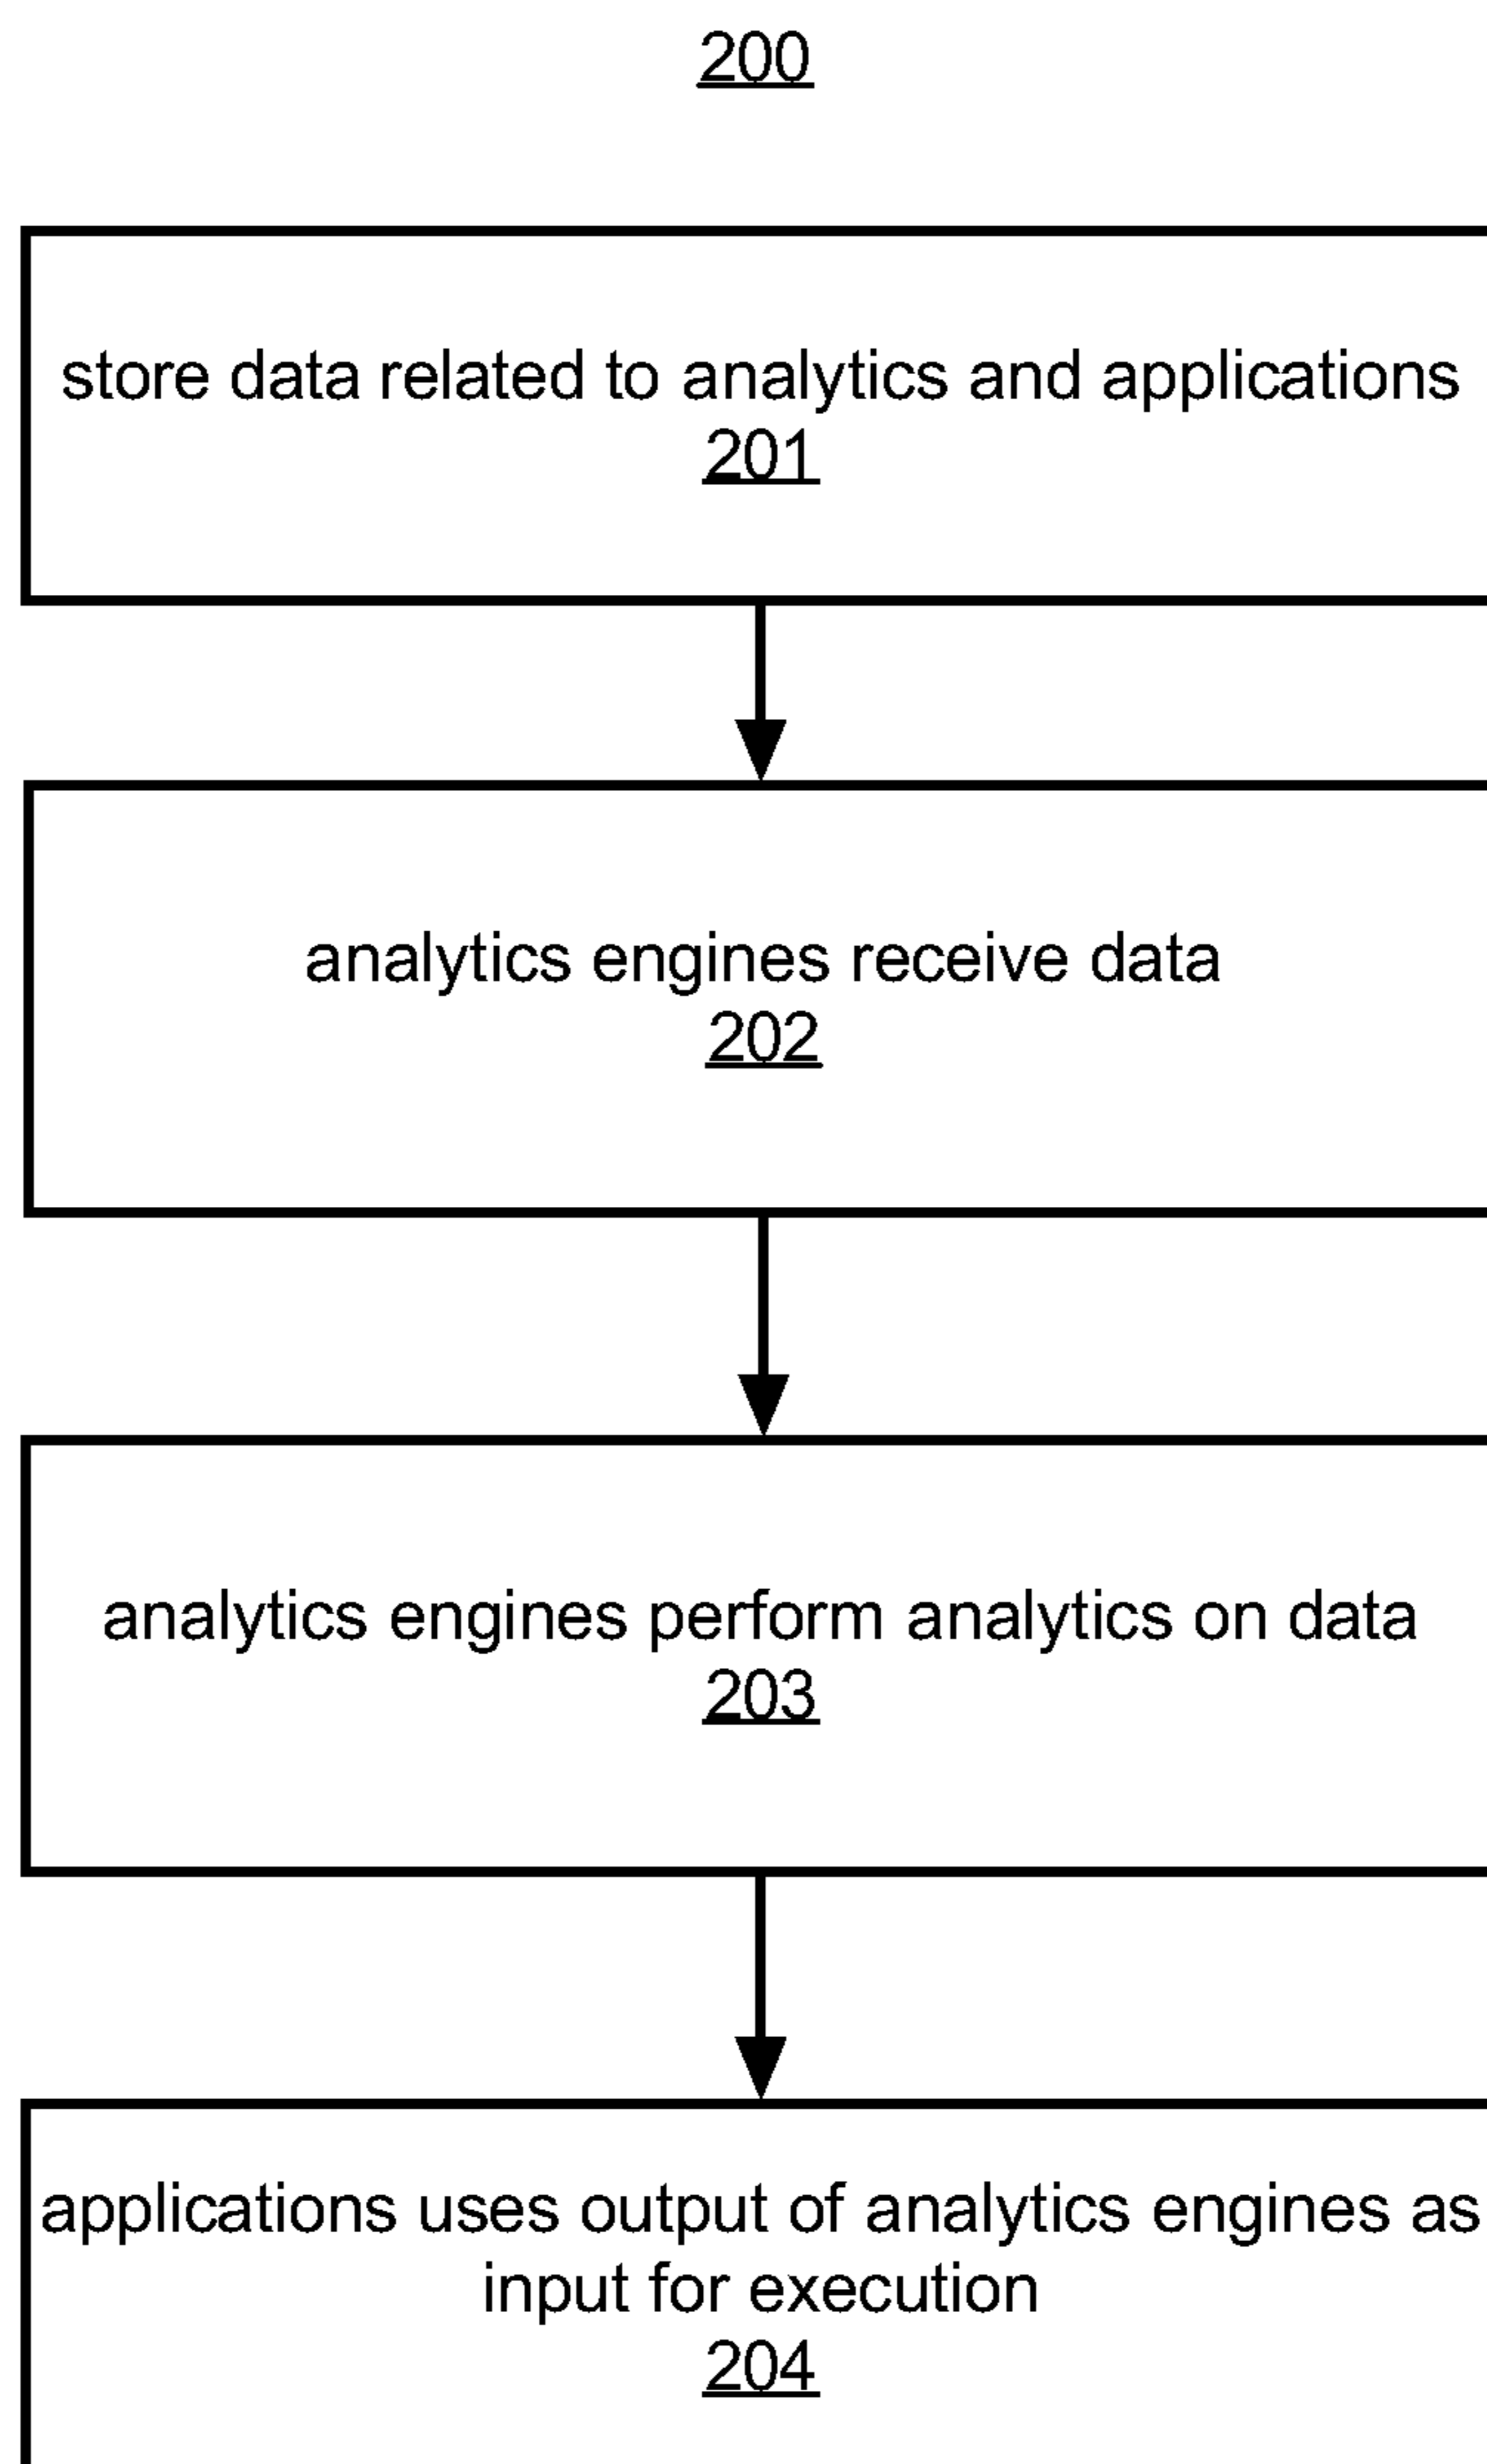 200
store data related to analytics and applications
201
analytics engines receive data
202
analytics engines perform analytics on data
203
applications uses output of analytics engines as
input for execution
204